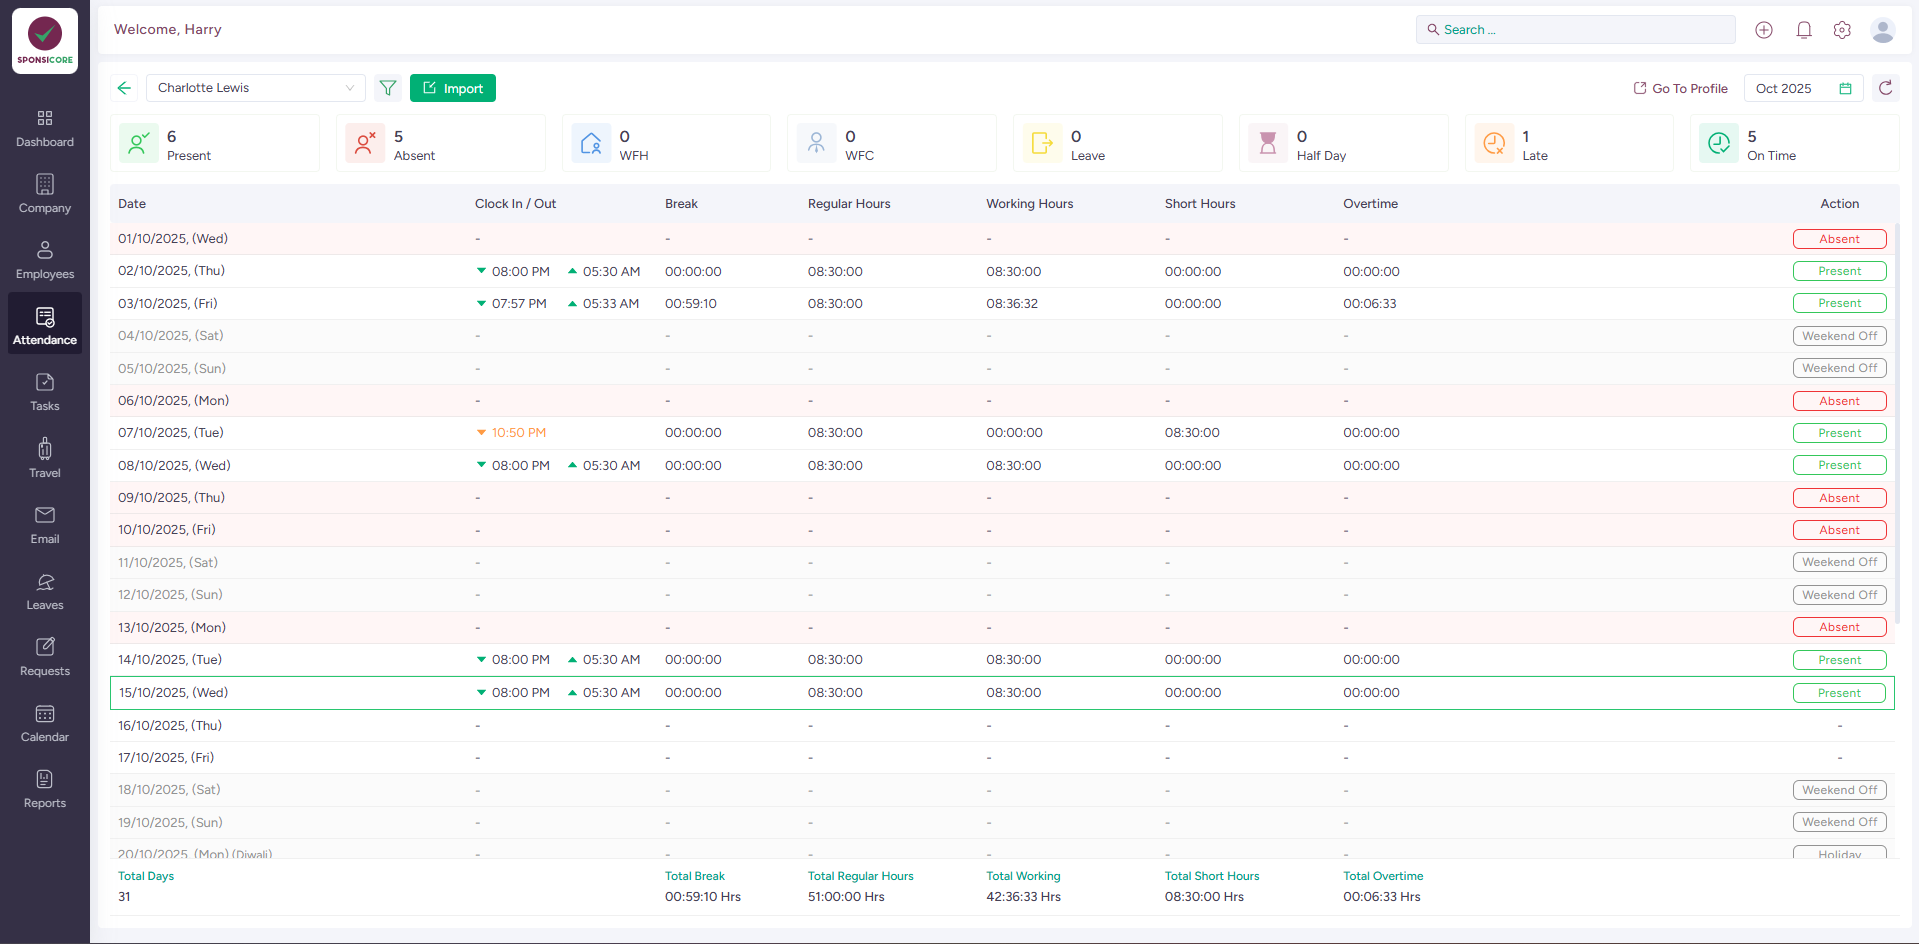 SPONSICORE
Welcome, Harry
Search ...
Dashboard
Company
Employees
Attendance
Tasks
Travel
Email
Leaves
Requests
Calendar
Reports
Charlotte Lewis
Import
Go To Profile
Oct 2025
6 Present
5 Absent
0 WFH
0 WFC
0 Leave
0 Half Day
1 Late
5 On Time
Date Clock In / Out Break Regular Hours Working Hours Short Hours Overtime Action
01/10/2025, (Wed) - - - - - - Absent
02/10/2025, (Thu) 08:00 PM 05:30 AM 00:00:00 08:30:00 08:30:00 00:00:00 00:00:00 Present
03/10/2025, (Fri) 07:57 PM 05:33 AM 00:59:10 08:30:00 08:36:32 00:00:00 00:06:33 Present
04/10/2025, (Sat) - - - - - - Weekend Off
05/10/2025, (Sun) - - - - - - Weekend Off
06/10/2025, (Mon) - - - - - - Absent
07/10/2025, (Tue) 10:50 PM 00:00:00 08:30:00 00:00:00 08:30:00 00:00:00 Present
08/10/2025, (Wed) 08:00 PM 05:30 AM 00:00:00 08:30:00 08:30:00 00:00:00 00:00:00 Present
09/10/2025, (Thu) - - - - - - Absent
10/10/2025, (Fri) - - - - - - Absent
11/10/2025, (Sat) - - - - - - Weekend Off
12/10/2025, (Sun) - - - - - - Weekend Off
13/10/2025, (Mon) - - - - - - Absent
14/10/2025, (Tue) 08:00 PM 05:30 AM 00:00:00 08:30:00 08:30:00 00:00:00 00:00:00 Present
15/10/2025, (Wed) 08:00 PM 05:30 AM 00:00:00 08:30:00 08:30:00 00:00:00 00:00:00 Present
16/10/2025, (Thu) - - - - - - -
17/10/2025, (Fri) - - - - - - -
18/10/2025, (Sat) - - - - - - Weekend Off
19/10/2025, (Sun) - - - - - - Weekend Off
20/10/2025, (Mon) (Diwali) - - - - - - Holiday
Total Days Total Break Total Regular Hours Total Working Total Short Hours Total Overtime
31 00:59:10 Hrs 51:00:00 Hrs 42:36:33 Hrs 08:30:00 Hrs 00:06:33 Hrs